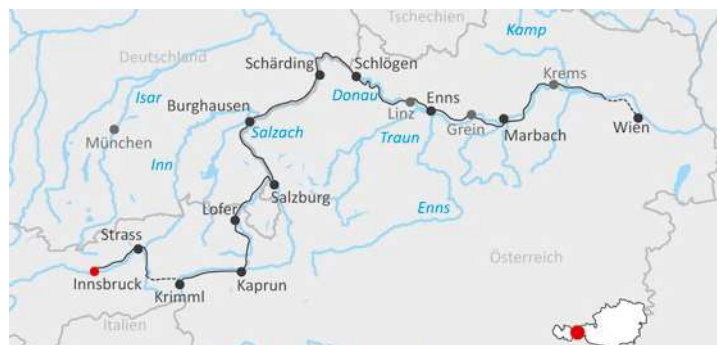 Tschechien
Kamp
Deutschland
Schärding
Schlögen
Krems
Isar
Donau
Enns
Burghausen
Linz
Salzach
Grein
Marbach
Wien
München
Traun
Inn
Salzburg
Lofer
Enns
Strass
Österreich
Innsbruck
Kaprun
Krimml
Italien